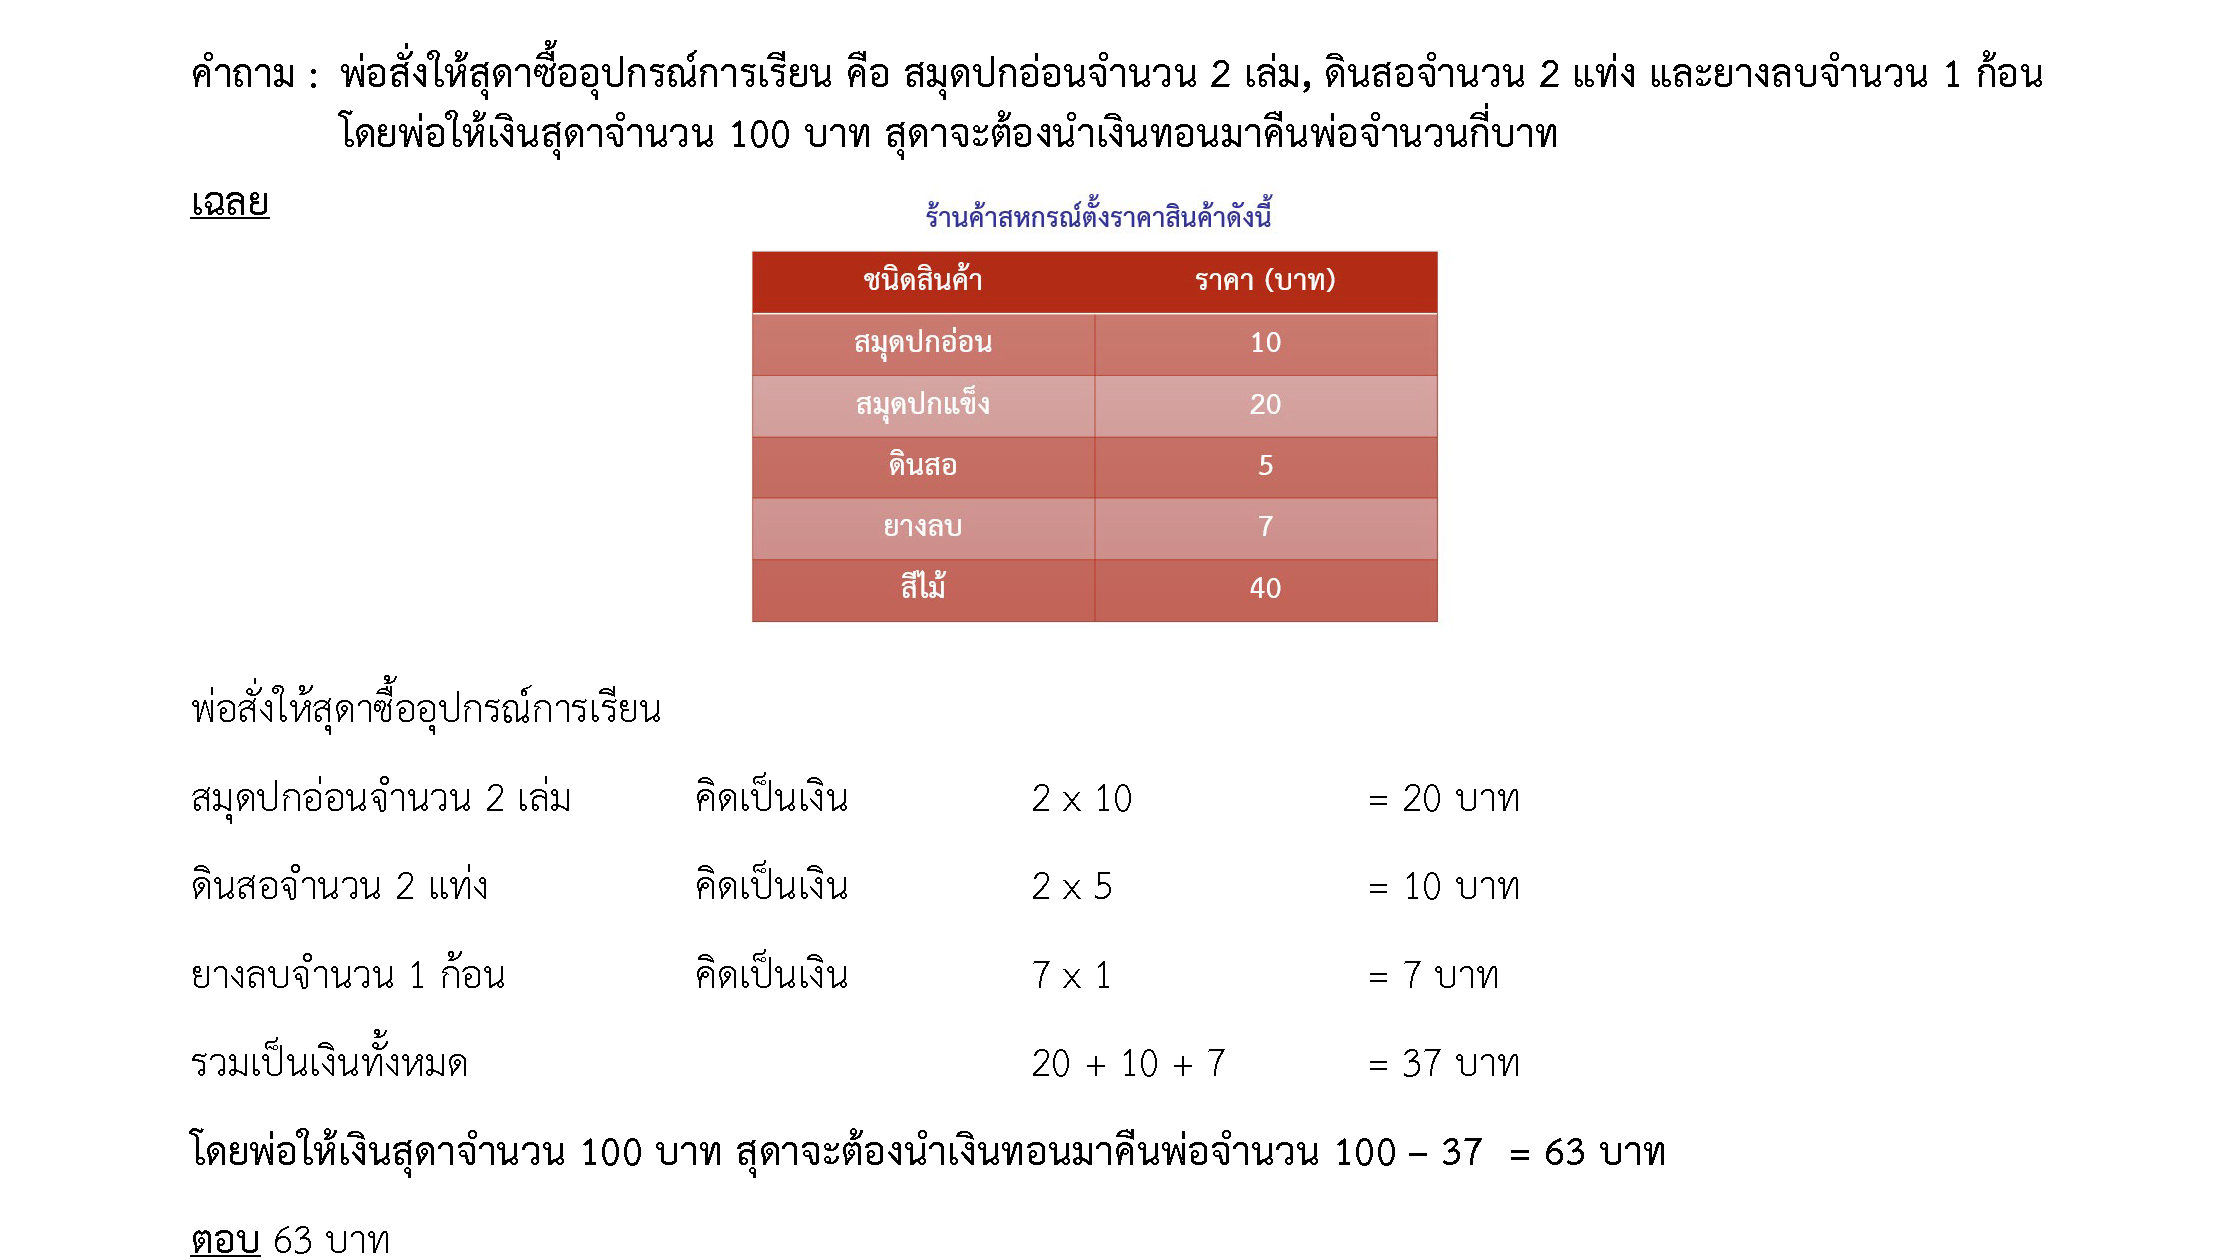 คำถาม : พ่อสั่งให้สุดาซื้ออุปกรณ์การเรียน คือ สมุดปกอ่อนจำนวน 2 เล่ม, ดินสอจำนวน 2 แท่ง และยางลบจำนวน 1 ก้อน
โดยพ่อให้เงินสุดาจำนวน 100 บาท สุดาจะต้องนำเงินทอนมาคืนพ่อจำนวนกี่บาท
เฉลย
ร้านค้าสหกรณ์ตั้งราคาสินค้าดังนี้
ชนิดสินค้า ราคา (บาท)
สมุดปกอ่อน 10
สมุดปกแข็ง 20
ดินสอ 5
ยางลบ 7
สีไม้ 40
พ่อสั่งให้สุดาซื้ออุปกรณ์การเรียน
สมุดปกอ่อนจำนวน 2 เล่ม คิดเป็นเงิน 2 x 10 = 20 บาท
ดินสอจำนวน 2 แท่ง คิดเป็นเงิน 2 x 5 = 10 บาท
ยางลบจำนวน 1 ก้อน คิดเป็นเงิน 7 x 1 = 7 บาท
รวมเป็นเงินทั้งหมด 20 + 10 + 7 = 37 บาท
โดยพ่อให้เงินสุดาจำนวน 100 บาท สุดาจะต้องนำเงินทอนมาคืนพ่อจำนวน 100 – 37 = 63 บาท
ตอบ 63 บาท